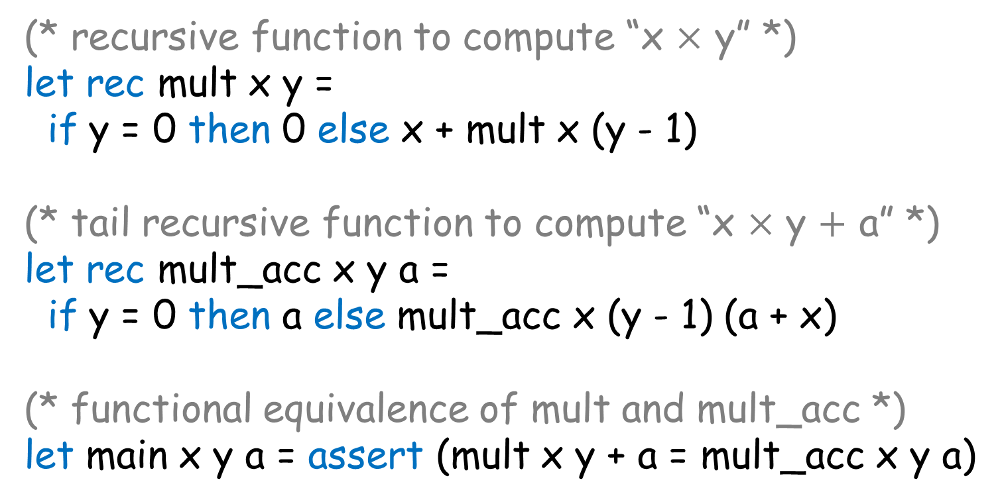 (* recursive function to compute “x × y” *)
let rec mult x y =
if y = 0 then 0 else x + mult x (y - 1)
(* tail recursive function to compute “x × y + a” *)
let rec mult_acc x y a =
if y = 0 then a else mult_acc x (y - 1) (a + x)
(* functional equivalence of mult and mult_acc *)
let main x y a = assert (mult x y + a = mult_acc x y a)